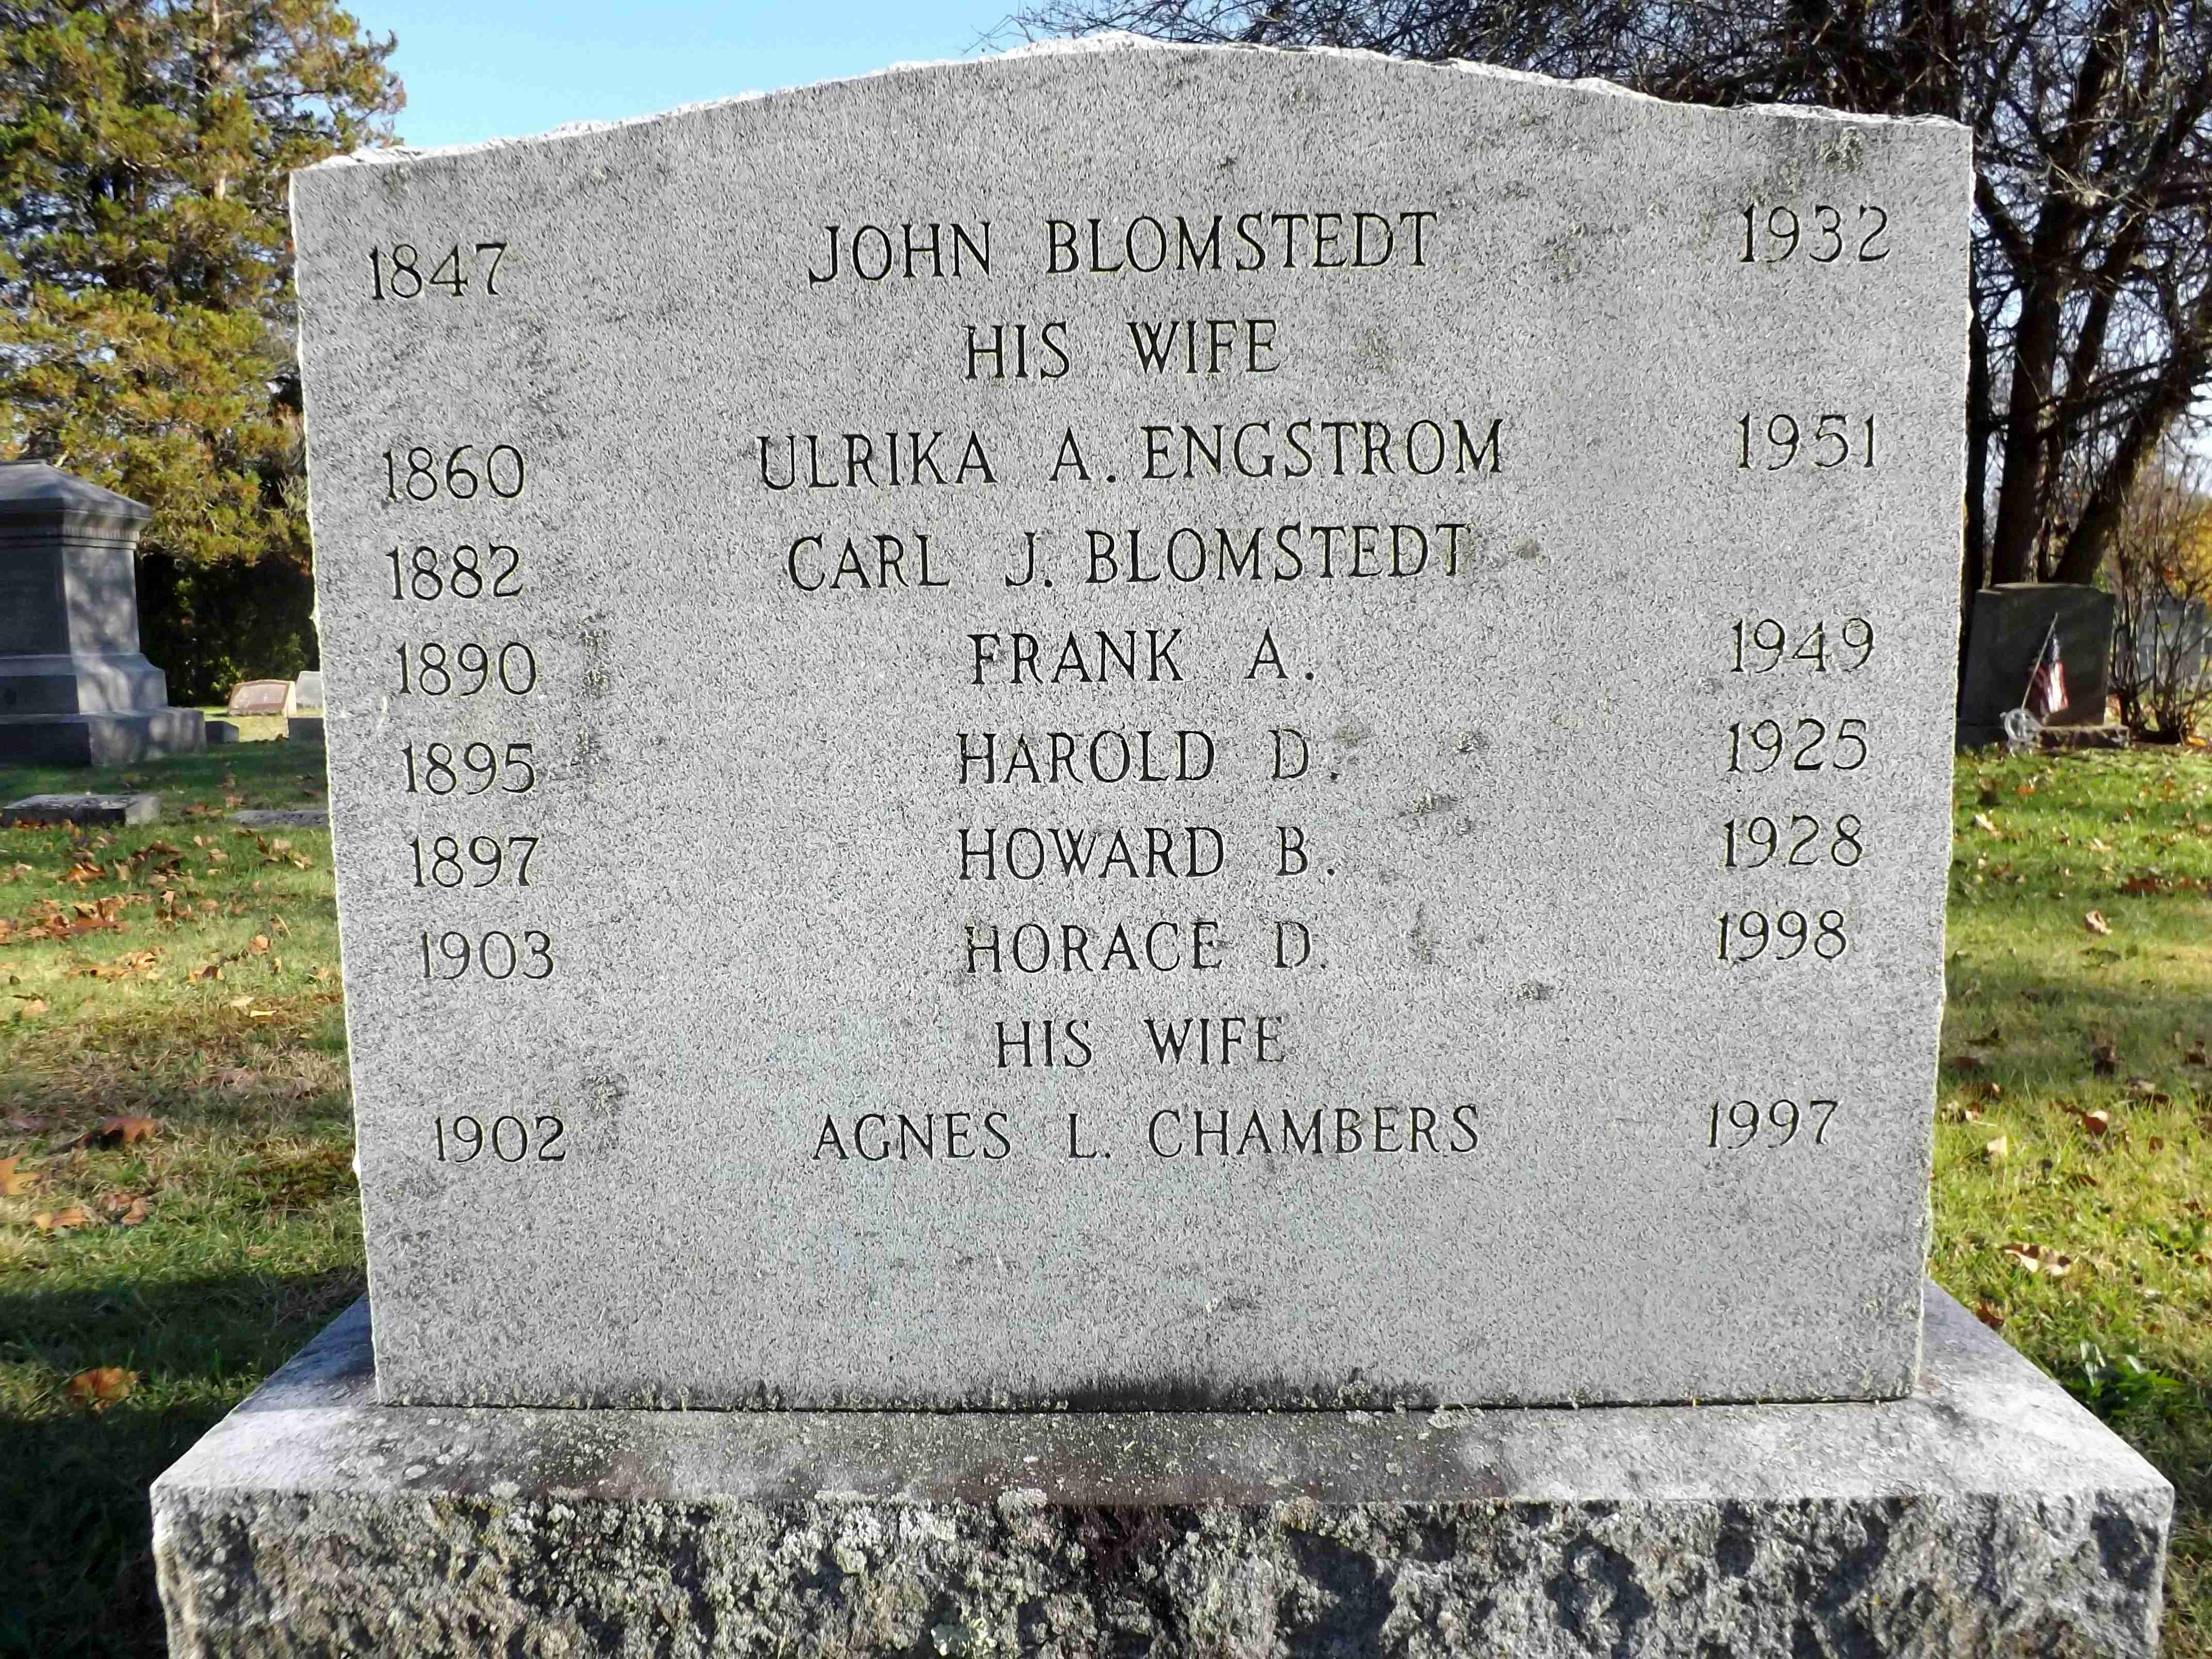 1847 JOHN BLOMSTEDT 1932
HIS WIFE
1860 ULRIKA A. ENGSTROM 1951
1882 CARL J. BLOMSTEDT
1890 FRANK A. 1949
1895 HAROLD D. 1925
1897 HOWARD B. 1928
1903 HORACE D. 1998
HIS WIFE
1902 AGNES L. CHAMBERS 1997